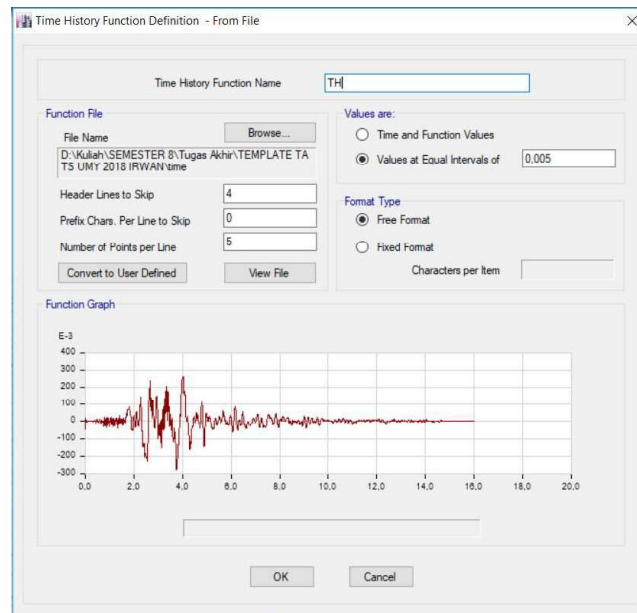 Time History Function Definition - From File
Time History Function Name
TH
Function File
File Name
Browse...
D:\Kuliah\SEMESTER 8\Tugas Akhir\TEMPLATE TA
TS UMY 2018 IRWAN\time
Header Lines to Skip
4
Prefix Chars. Per Line to Skip
0
Number of Points per Line
5
Convert to User Defined
View File
Values are:
Time and Function Values
Values at Equal Intervals of
0,005
Format Type
Free Format
Fixed Format
Characters per Item
Function Graph
E-3
400
300
200
100
0
-100
-200
-300
0,0 2,0 4,0 6,0 8,0 10,0 12,0 14,0 16,0 18,0 20,0
OK
Cancel